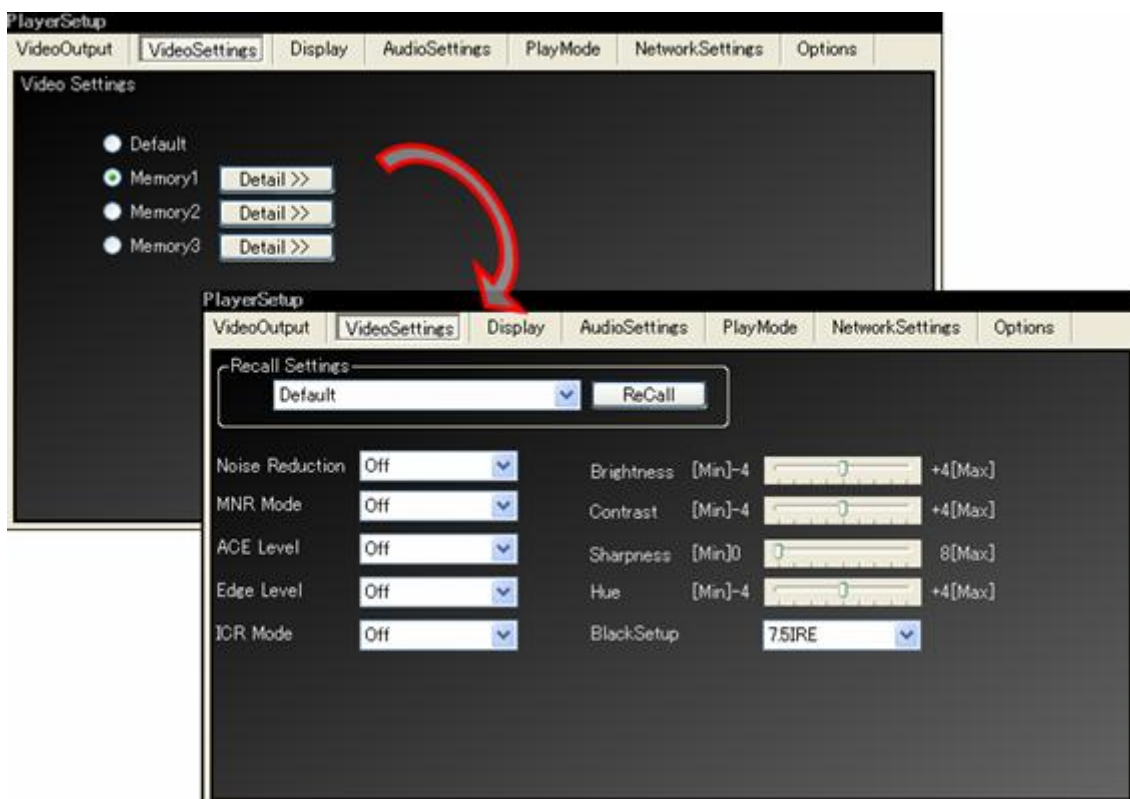 PlayerSetup
VideoOutput VideoSettings Display AudioSettings PlayMode NetworkSettings Options
Video Settings
Default
Memory1 Detail >>
Memory2 Detail >>
Memory3 Detail >>
PlayerSetup
VideoOutput VideoSettings Display AudioSettings PlayMode NetworkSettings Options
Recall Settings
Default ReCall
Noise Reduction Off Brightness [Min]-4 +4[Max]
MNR Mode Off Contrast [Min]-4 +4[Max]
ACE Level Off Sharpness [Min]0 8[Max]
Edge Level Off Hue [Min]-4 +4[Max]
ICR Mode Off BlackSetup 7.5IRE